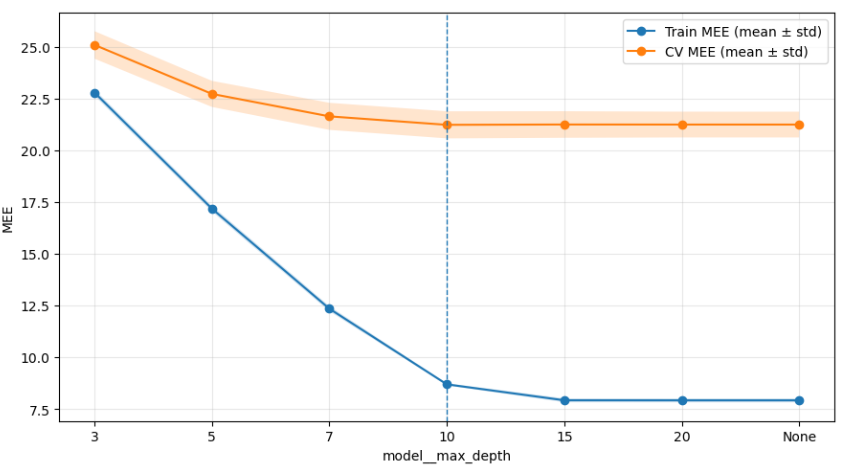 Train MEE (mean ± std)
CV MEE (mean ± std)
25.0
22.5
20.0
17.5
15.0
12.5
10.0
7.5
MEE
3 5 7 10 15 20 None
model__max_depth